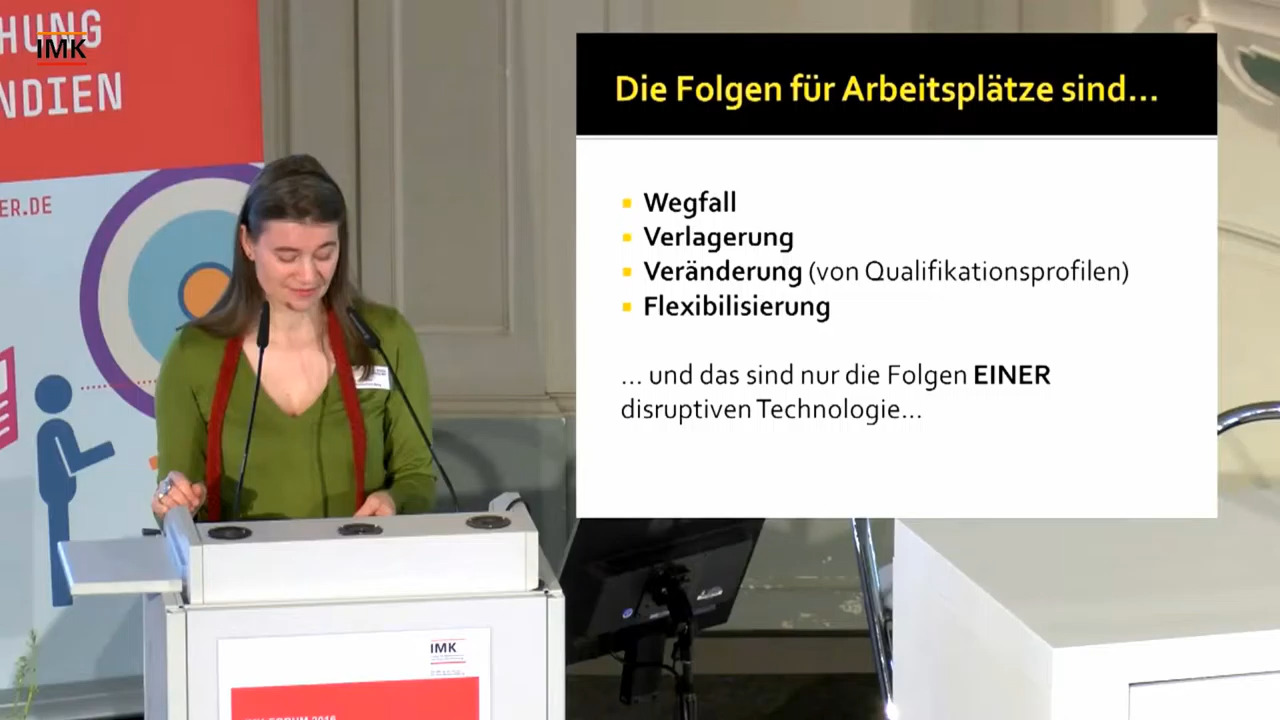 HUNG
IMK
NDIEN
ER.DE
Die Folgen für Arbeitsplätze sind...
Wegfall
Verlagerung
Veränderung (von Qualifikationsprofilen)
Flexibilisierung
... und das sind nur die Folgen EINER
disruptiven Technologie...
IMK